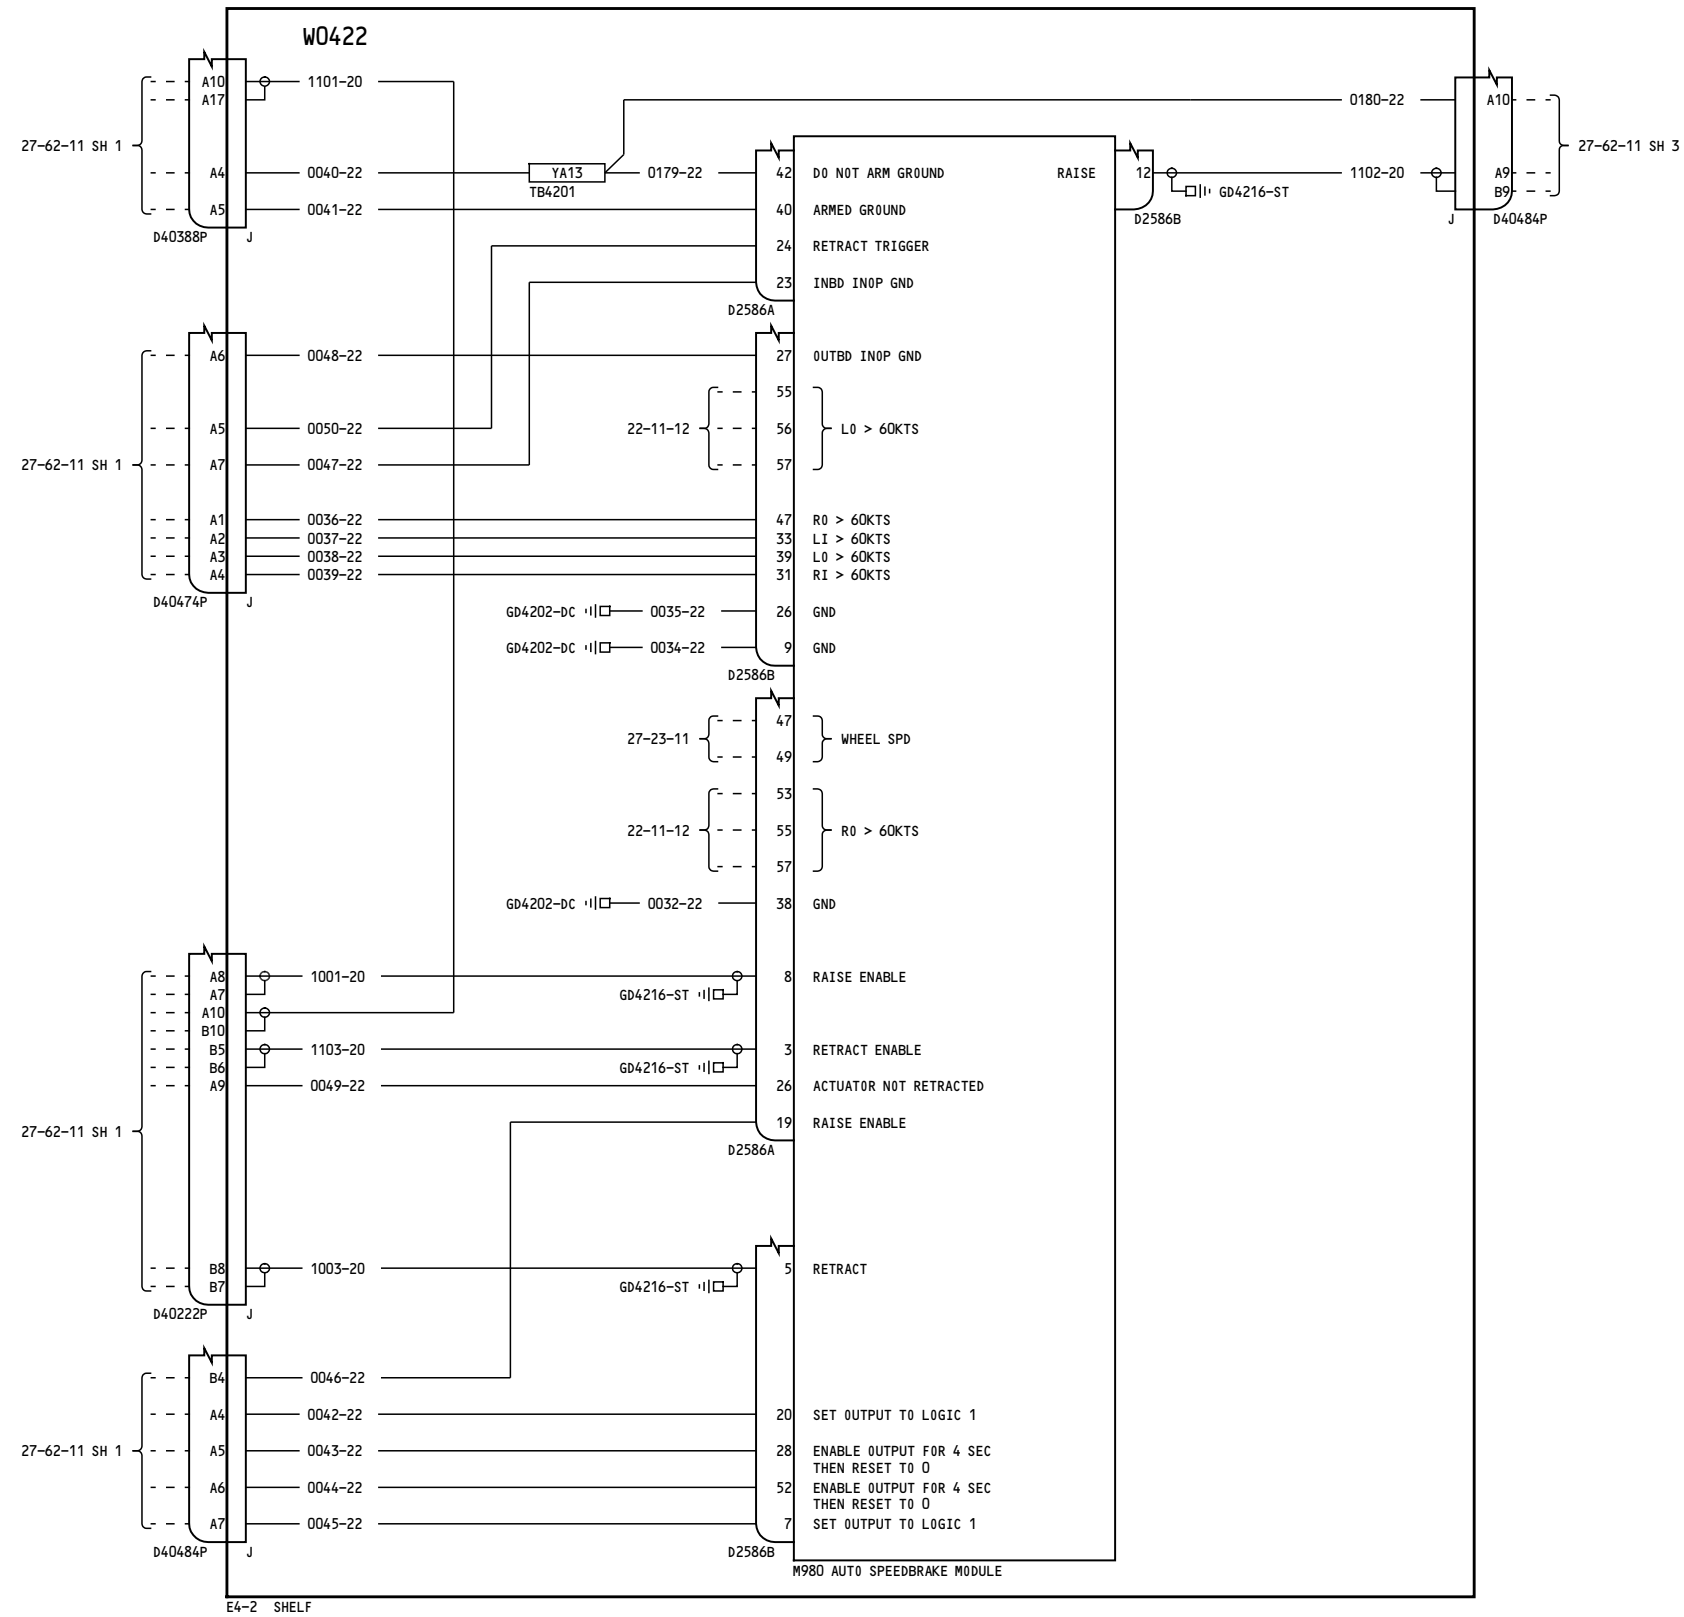 W0422
A10 1101-20
A17
0180-22 A10
27-62-11 SH 1
27-62-11 SH 3
A4 0040-22 YA13 0179-22 42 DO NOT ARM GROUND RAISE 12 1102-20 A9
TB4201
GD4216-ST B9
A5 0041-22 40 ARMED GROUND
D2586B J D40484P
D40388P J
24 RETRACT TRIGGER
23 INBD INOP GND
D2586A
A6 0048-22 27 OUTBD INOP GND
55
A5 0050-22 22-11-12 56 LO > 60KTS
27-62-11 SH 1 A7 0047-22 57
A1 0036-22 47 RO > 60KTS
A2 0037-22 33 LI > 60KTS
A3 0038-22 39 LO > 60KTS
A4 0039-22 31 RI > 60KTS
D40474P J
GD4202-DC 0035-22 26 GND
GD4202-DC 0034-22 9 GND
D2586B
47
27-23-11 WHEEL SPD
49
53
22-11-12 55 RO > 60KTS
57
GD4202-DC 0032-22 38 GND
A8 1001-20 8 RAISE ENABLE
A7 GD4216-ST
A10
B10
B5 1103-20 3 RETRACT ENABLE
B6 GD4216-ST
A9 0049-22 26 ACTUATOR NOT RETRACTED
19 RAISE ENABLE
27-62-11 SH 1
D2586A
B8 1003-20 5 RETRACT
B7 GD4216-ST
D40222P J
B4 0046-22
A4 0042-22 20 SET OUTPUT TO LOGIC 1
27-62-11 SH 1 A5 0043-22 28 ENABLE OUTPUT FOR 4 SEC
THEN RESET TO 0
A6 0044-22 52 ENABLE OUTPUT FOR 4 SEC
THEN RESET TO 0
A7 0045-22 7 SET OUTPUT TO LOGIC 1
D40484P J D2586B
M980 AUTO SPEEDBRAKE MODULE
E4-2 SHELF